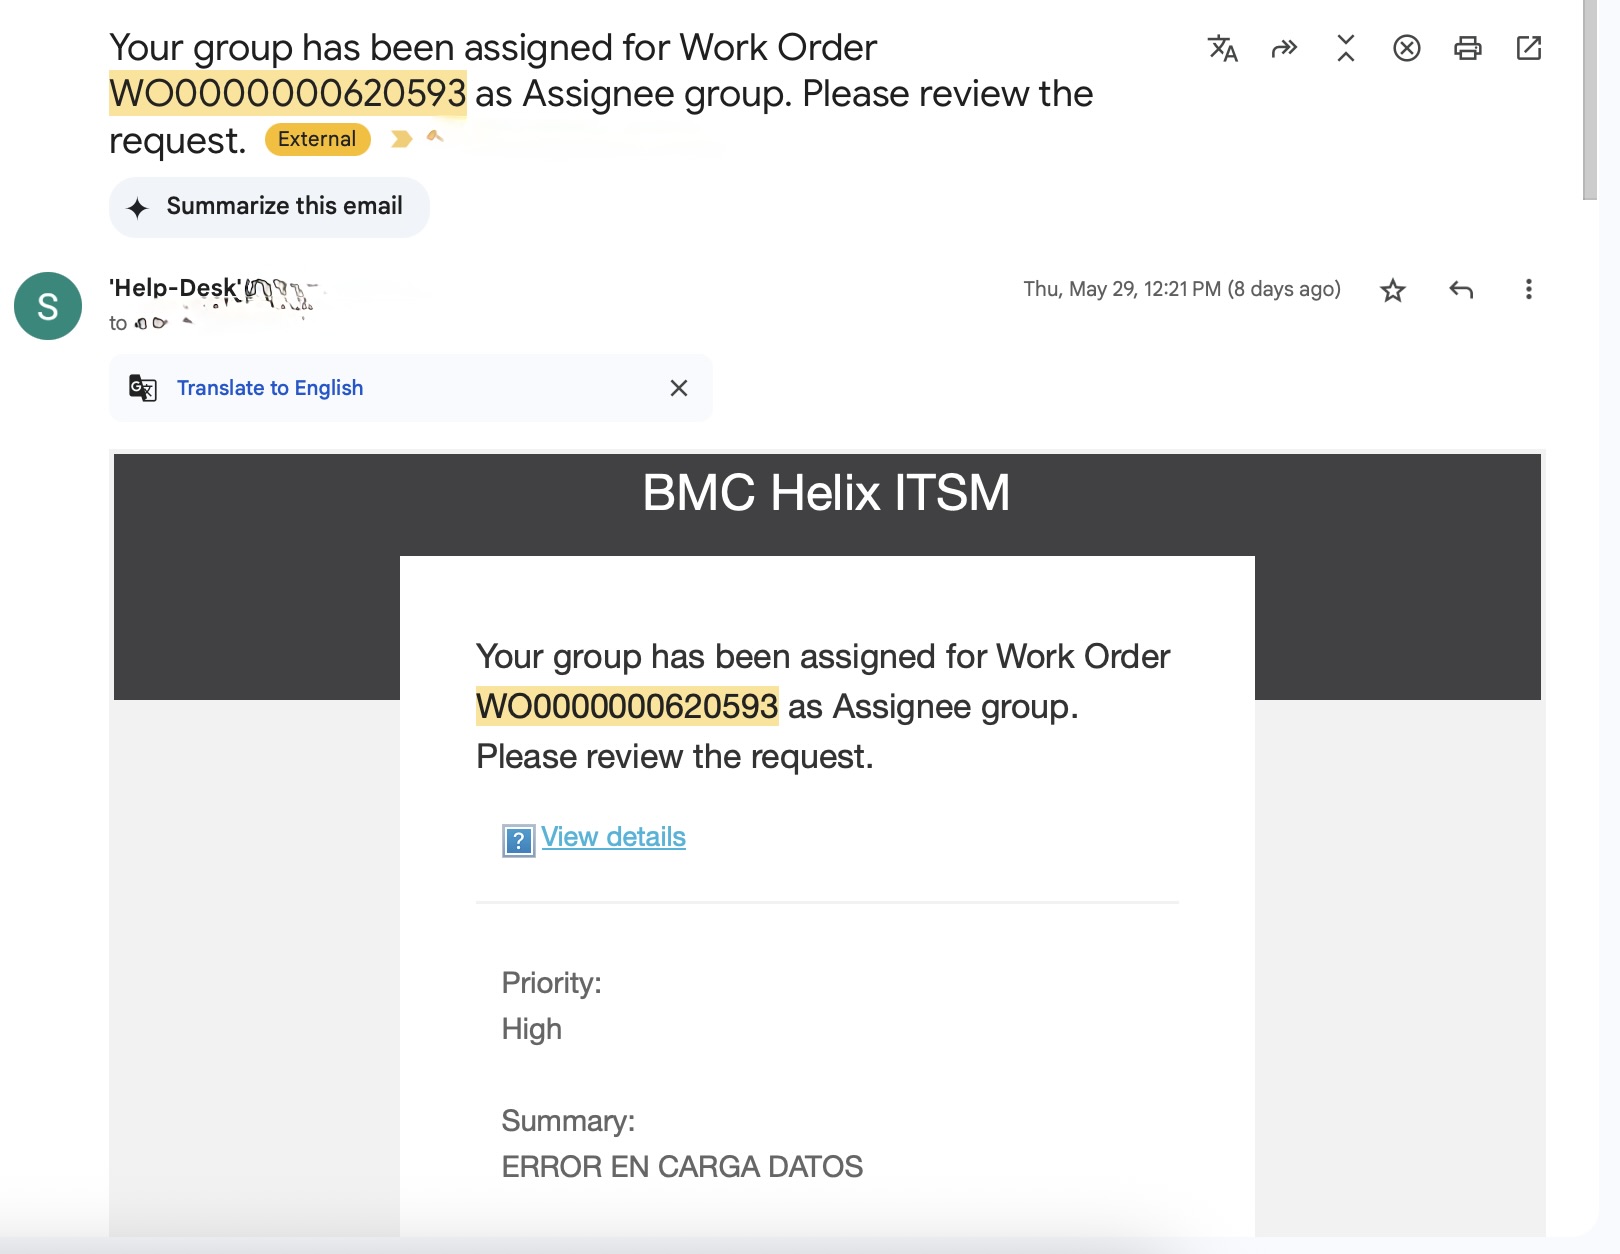 Your group has been assigned for Work Order
WO0000000620593 as Assignee group. Please review the
request. External
Summarize this email
S
'Help-Desk'
Thu, May 29, 12:21 PM (8 days ago)
to
Translate to English
BMC Helix ITSM
Your group has been assigned for Work Order
WO0000000620593 as Assignee group.
Please review the request.
? View details
Priority:
High
Summary:
ERROR EN CARGA DATOS